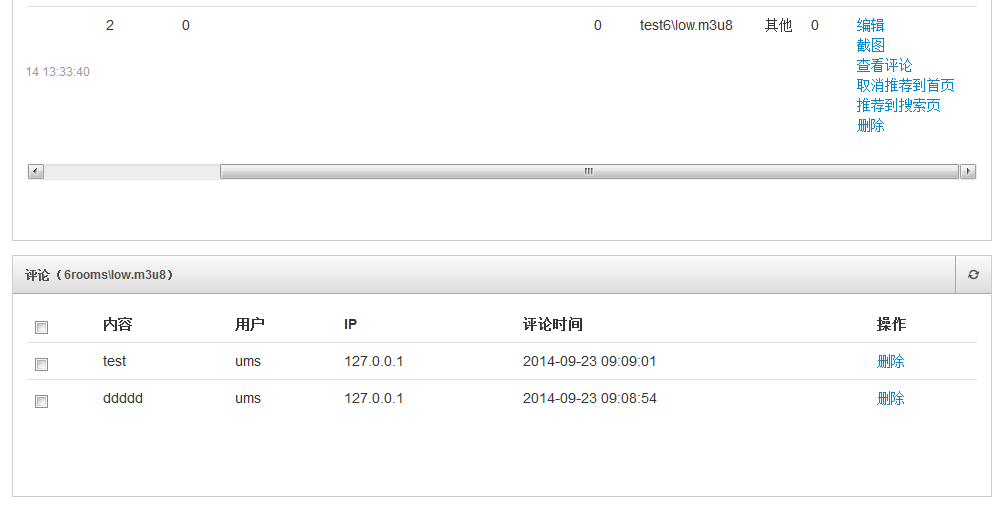 2 0 0 test6\low.m3u8 其他 0 编辑
截图
14 13:33:40 查看评论
取消推荐到首页
推荐到搜索页
删除
评论（6rooms\low.m3u8）
内容 用户 IP 评论时间 操作
test ums 127.0.0.1 2014-09-23 09:09:01 删除
ddddd ums 127.0.0.1 2014-09-23 09:08:54 删除